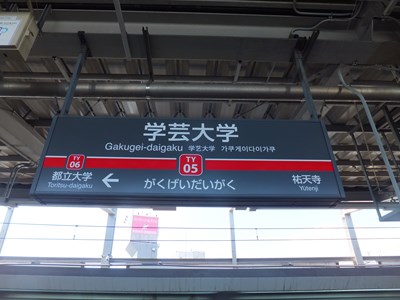 学芸大学
Gakugei-daigaku 学芸大学 가쿠게이다이가쿠
TY
06
TY
05
都立大学
Toritsu-daigaku
←
がくげいだいがく
祐天寺
Yūtenji